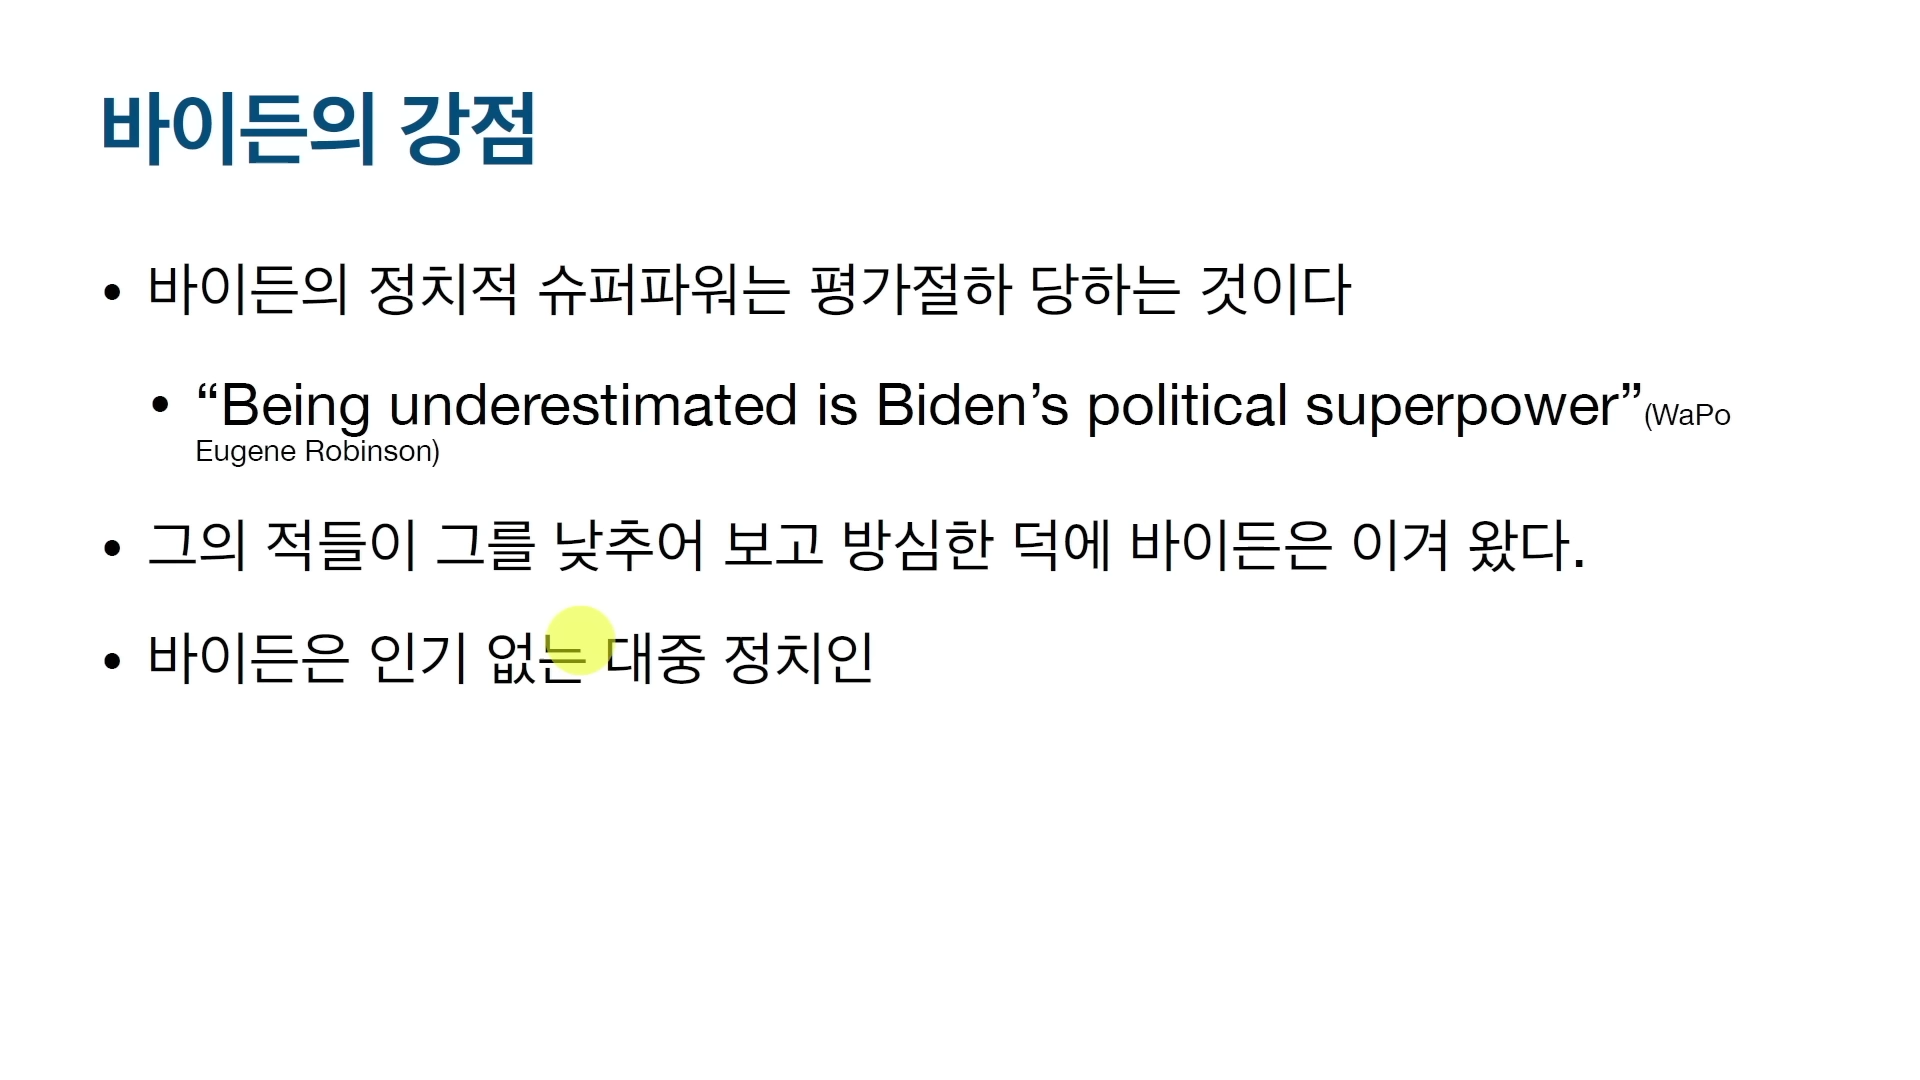 바이든의 강점
• 바이든의 정치적 슈퍼파워는 평가절하 당하는 것이다
• “Being underestimated is Biden’s political superpower”(WaPo
Eugene Robinson)
• 그의 적들이 그를 낮추어 보고 방심한 덕에 바이든은 이겨 왔다.
• 바이든은 인기 없는 대중 정치인